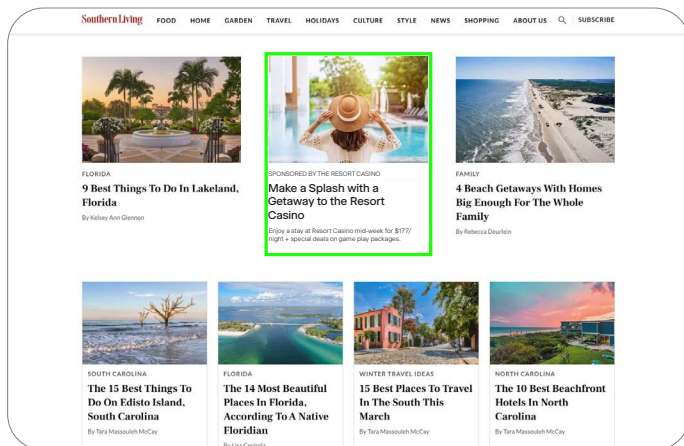 Southern Living FOOD HOME GARDEN TRAVEL HOLIDAYS CULTURE STYLE NEWS SHOPPING ABOUT US SUBSCRIBE
FLORIDA
9 Best Things To Do In Lakeland,
Florida
By Kelsey Ann Glennon
SPONSORED BY THE RESORT CASINO
Make a Splash with a
Getaway to the Resort
Casino
Enjoy a stay at Resort Casino mid-week for $177/
night + special deals on game play packages.
FAMILY
4 Beach Getaways With Homes
Big Enough For The Whole
Family
By Rebecca Deurlein
SOUTH CAROLINA
The 15 Best Things To
Do On Edisto Island,
South Carolina
By Tara Massouleh McCay
FLORIDA
The 14 Most Beautiful
Places In Florida,
According To A Native
Floridian
By Lisa Cericola
WINTER TRAVEL IDEAS
15 Best Places To Travel
In The South This
March
By Tara Massouleh McCay
NORTH CAROLINA
The 10 Best Beachfront
Hotels In North
Carolina
By Tara Massouleh McCay